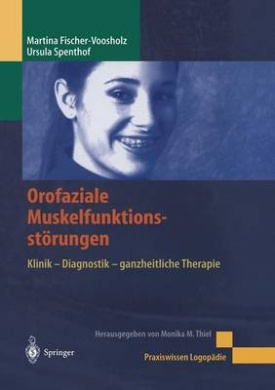 Martina Fischer-Voosholz
Ursula Spenthof
Orofaziale
Muskelfunktions-
störungen
Klinik – Diagnostik – ganzheitliche Therapie
Herausgegeben von Monika M. Thiel
Springer
Praxiswissen Logopädie